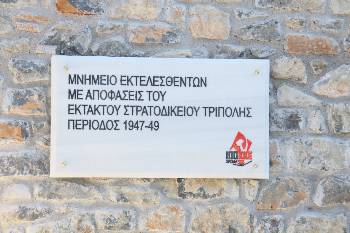 ΜΝΗΜΕΙΟ ΕΚΤΕΛΕΣΘΕΝΤΩΝ
ΜΕ ΑΠΟΦΑΣΕΙΣ ΤΟΥ
ΕΚΤΑΚΤΟΥ ΣΤΡΑΤΟΔΙΚΕΙΟΥ ΤΡΙΠΟΛΗΣ
ΠΕΡΙΟΔΟΣ 1947-49